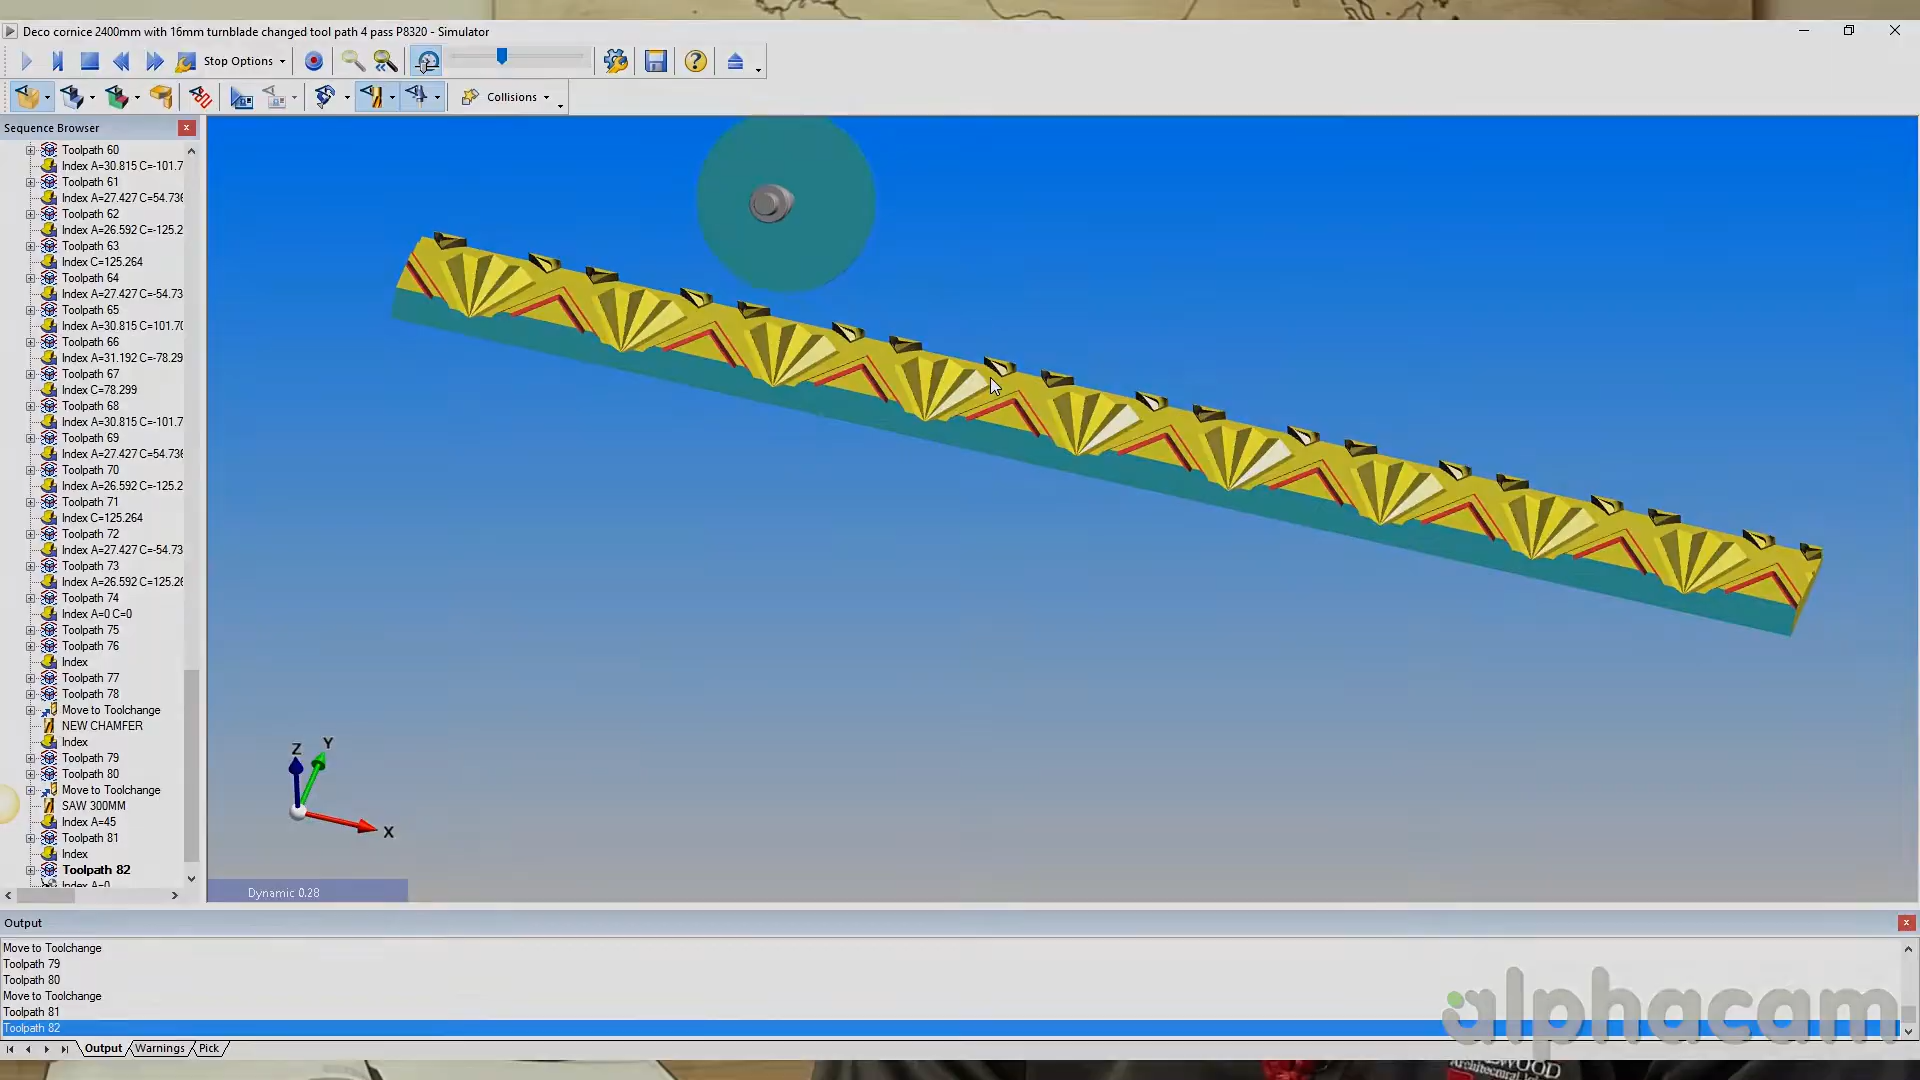 Deco cornice 2400mm with 16mm turnblade changed tool path 4 pass P8320 - Simulator
Stop Options
Collisions
Sequence Browser
Toolpath 60
Index A=30.815 C=-101.7
Toolpath 61
Index A=27.427 C=54.736
Toolpath 62
Index A=26.592 C=-125.2
Toolpath 63
Index C=125.264
Toolpath 64
Index A=27.427 C=-54.73
Toolpath 65
Index A=30.815 C=101.70
Toolpath 66
Index A=31.192 C=-78.29
Toolpath 67
Index C=78.299
Toolpath 68
Index A=30.815 C=-101.7
Toolpath 69
Index A=27.427 C=54.736
Toolpath 70
Index A=26.592 C=-125.2
Toolpath 71
Index C=125.264
Toolpath 72
Index A=27.427 C=-54.73
Toolpath 73
Index A=26.592 C=125.26
Toolpath 74
Index A=0 C=0
Toolpath 75
Toolpath 76
Index
Toolpath 77
Toolpath 78
Move to Toolchange
NEW CHAMFER
Index
Toolpath 79
Toolpath 80
Move to Toolchange
SAW 300MM
Index A=45
Toolpath 81
Index
Toolpath 82
Index A=0
Z Y
X
Dynamic 0.28
Output
Move to Toolchange
Toolpath 79
Toolpath 80
Move to Toolchange
Toolpath 81
Toolpath 82
Output Warnings Pick
alphacam